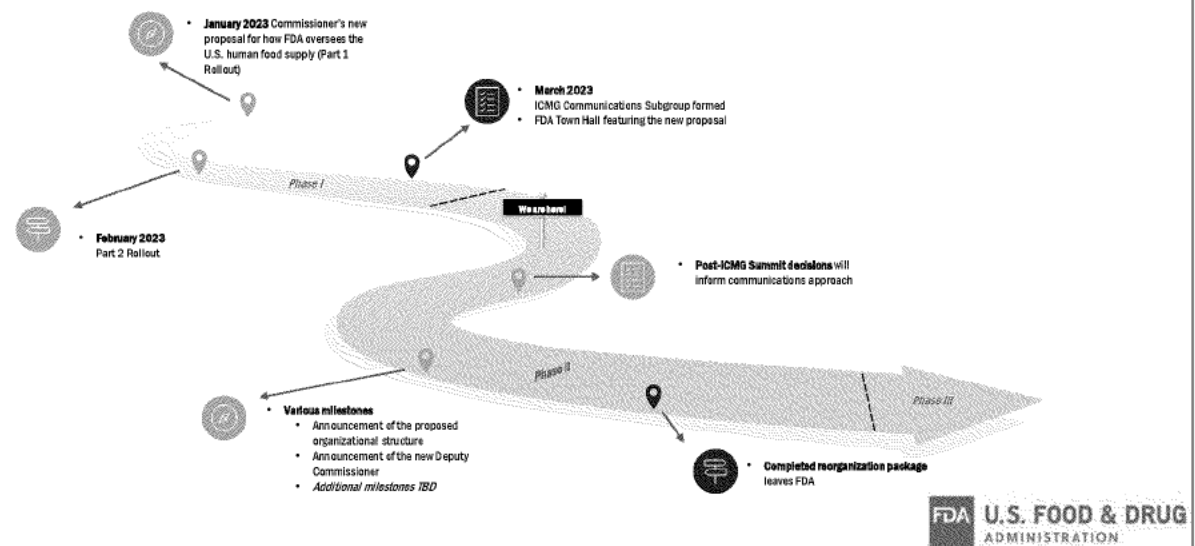 January 2023 Commissioner's new
proposal for how FDA oversees the
U.S. human food supply (Part 1
Rollout)
March 2023
ICMG Communications Subgroup formed
FDA Town Hall featuring the new proposal
Phase I
We are here!
February 2023
Part 2 Rollout
Post-ICMG Summit decisions will
inform communications approach
Phase II
Phase III
Various milestones
Announcement of the proposed
organizational structure
Announcement of the new Deputy
Commissioner
Additional milestones TBD
Completed reorganization package
leaves FDA
FDA U.S. FOOD & DRUG
ADMINISTRATION